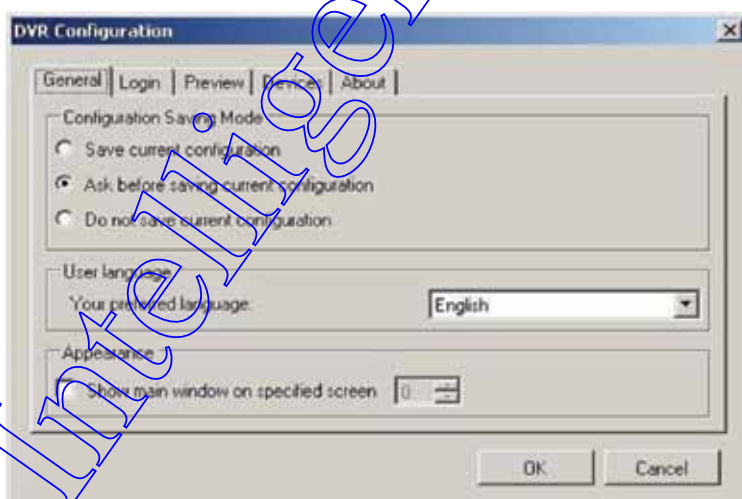 DVR Configuration
General Login Preview Devices About
Configuration Saving Mode
Save current configuration
Ask before saving current configuration
Do not save current configuration
User language
Your preferred language:
English
Appearance
Show main window on specified screen 0
OK Cancel
Intelligen